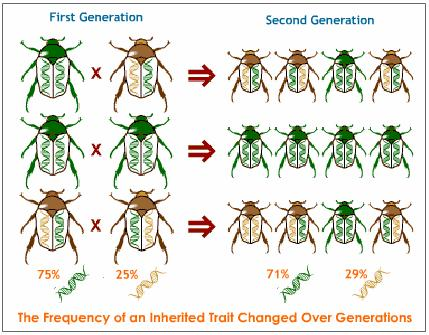 First Generation
Second Generation
X
X
X
75%
25%
71%
29%
The Frequency of an Inherited Trait Changed Over Generations